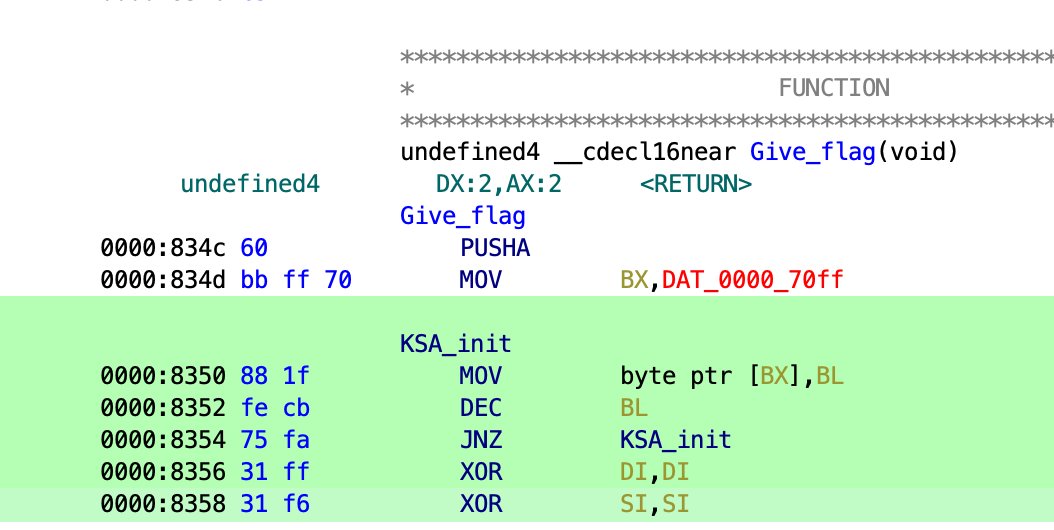 *************************************************
* FUNCTION
*************************************************
undefined4 __cdecl16near Give_flag(void)
undefined4 DX:2,AX:2 <RETURN>
Give_flag
0000:834c 60 PUSHA
0000:834d bb ff 70 MOV BX,DAT_0000_70ff
KSA_init
0000:8350 88 1f MOV byte ptr [BX],BL
0000:8352 fe cb DEC BL
0000:8354 75 fa JNZ KSA_init
0000:8356 31 ff XOR DI,DI
0000:8358 31 f6 XOR SI,SI